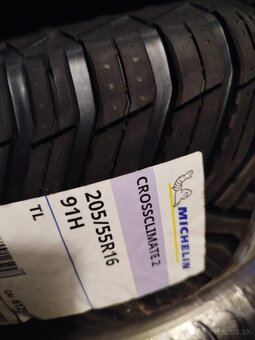 MICHELIN
CROSSCLIMATE 2
205/55R16
91H
TL